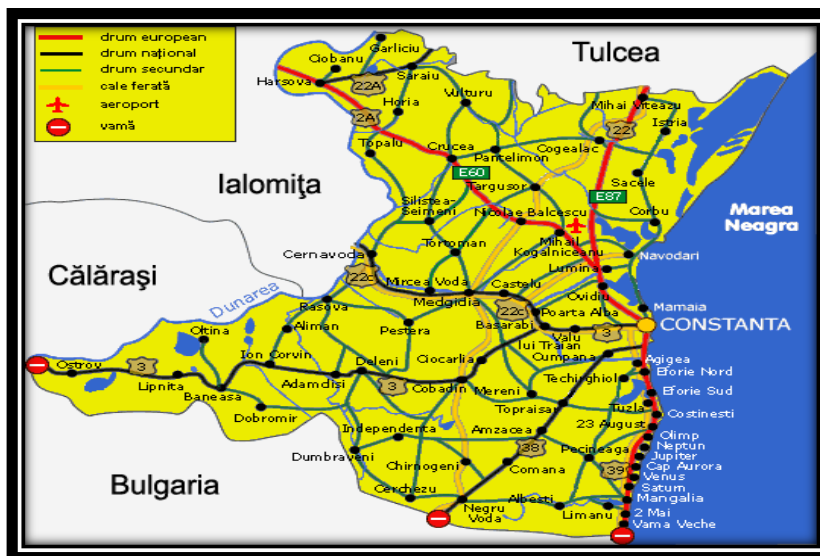 drum european
drum național
drum secundar
cale ferată
aeroport
vamă
Tulcea
Ialomiţa
Călăraşi
Bulgaria
Marea
Neagra
Dunarea
Garliciu
Ciobanu
Saraiu
Harsova
22A
Horia
Vulturu
2A
Topalu
Crucea
Pantelimon
E60
Targusor
Mihai Viteazu
22
Istria
Cogealac
Sacele
E87
Corbu
Silistea-
Seimeni
Nicolae Balcescu
Mihail
Kogalniceanu
Tortoman
Cernavoda
22c
Navodari
Lumina
Mircea Voda
Castelu
Medgidia
Ovidiu
22c
Poarta Alba
Mamaia
Rasova
Basarabi
3
CONSTANTA
Valu
lui Traian
Oltina
Aliman
Pestera
Cumpana
Ion Corvin
Deleni
Ciocarlia
Agigea
Ostrov
3
Eforie Nord
Lipnita
Baneasa
Adamclisi
3
Cobadin
Mereni
Techirghiol
Eforie Sud
Dobromir
Topraisar
Tuzla
Costinesti
23 August
Independenta
Amzacea
Olimp
Neptun
Dumbraveni
38
Pecineaga
Jupiter
Chirnogeni
Comana
39
Cap Aurora
Venus
Saturn
Cerchezu
Negru
Voda
Albesti
Limanu
Mangalia
2 Mai
Vama Veche